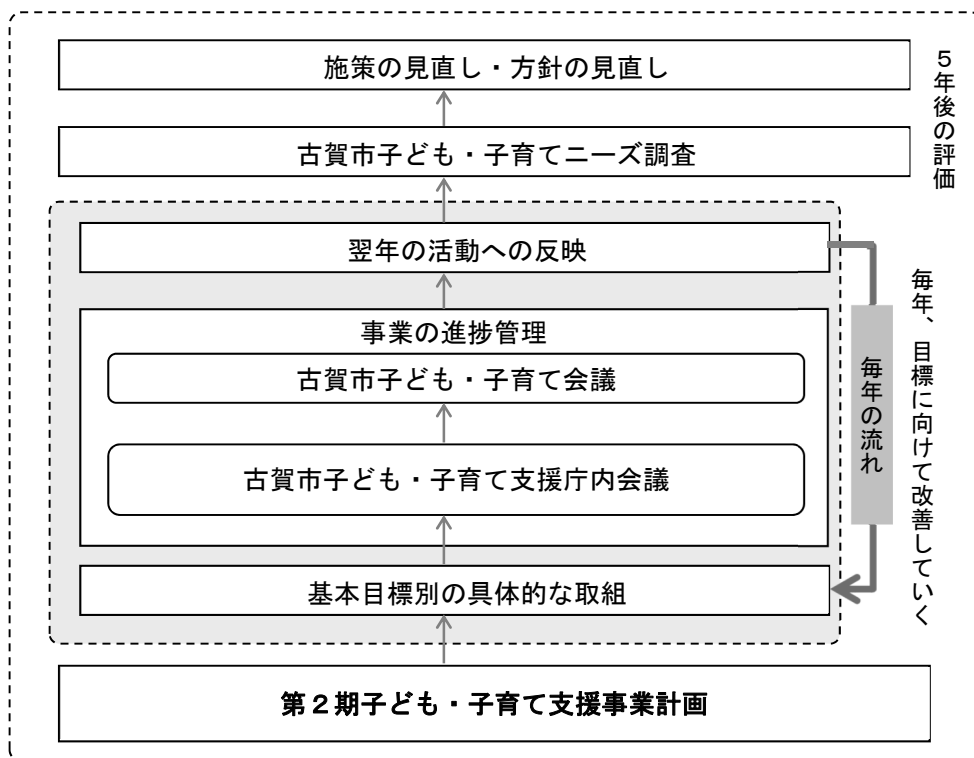 施策の見直し・方針の見直し
古賀市子ども・子育てニーズ調査
5年後の評価
翌年の活動への反映
事業の進捗管理
古賀市子ども・子育て会議
古賀市子ども・子育て支援庁内会議
基本目標別の具体的な取組
毎年の流れ
毎年、目標に向けて改善していく
第2期子ども・子育て支援事業計画